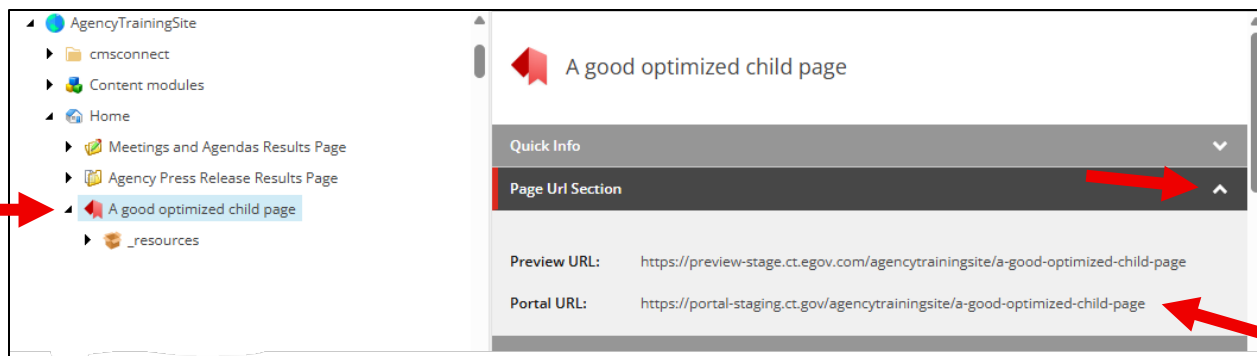 AgencyTrainingSite
cmsconnect
Content modules
Home
Meetings and Agendas Results Page
Agency Press Release Results Page
A good optimized child page
_resources
A good optimized child page
Quick Info
Page Url Section
Preview URL: https://preview-stage.ct.egov.com/agencytrainingsite/a-good-optimized-child-page
Portal URL: https://portal-staging.ct.gov/agencytrainingsite/a-good-optimized-child-page